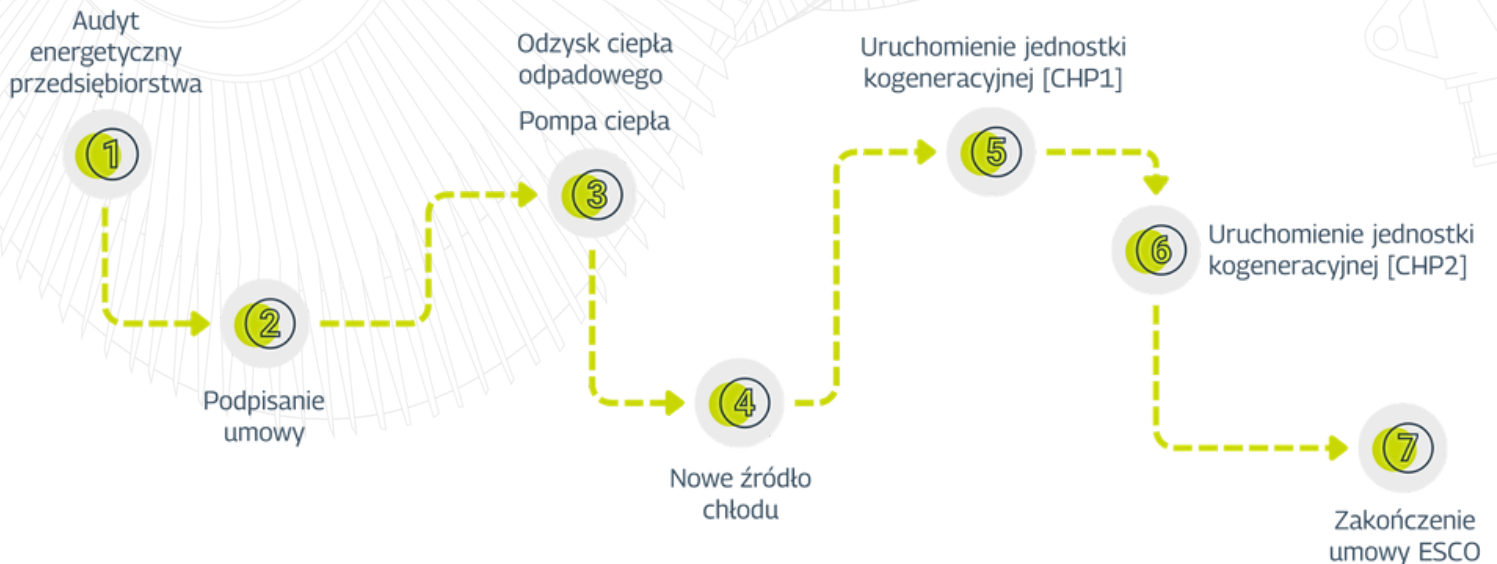 Audyt
energetyczny
przedsiębiorstwa
1
2
Podpisanie
umowy
Odzysk ciepła
odpadowego
Pompa ciepła
3
4
Nowe źródło
chłodu
Uruchomienie jednostki
kogeneracyjnej [CHP1]
5
6
Uruchomienie jednostki
kogeneracyjnej [CHP2]
7
Zakończenie
umowy ESCO